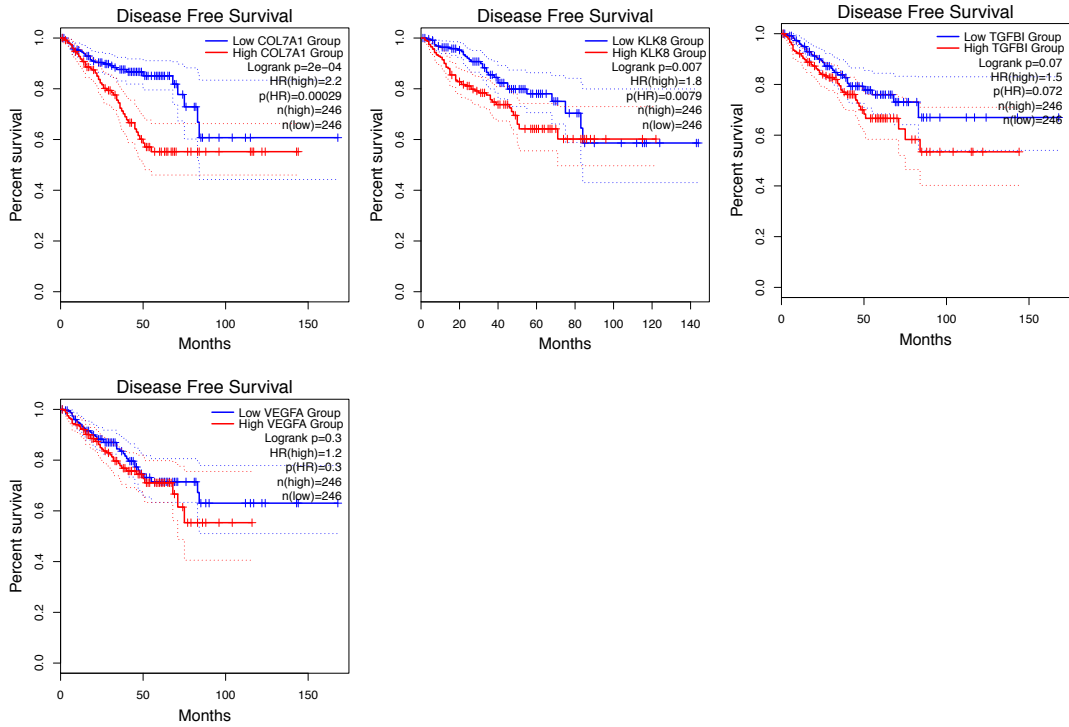 Disease Free Survival
Low COL7A1 Group
High COL7A1 Group
Logrank p=2e−04
HR(high)=2.2
p(HR)=0.00029
n(high)=246
n(low)=246
Percent survival
1.0
0.8
0.6
0.4
0.2
0.0
0 50 100 150
Months
Disease Free Survival
Low KLK8 Group
High KLK8 Group
Logrank p=0.007
HR(high)=1.8
p(HR)=0.0079
n(high)=246
n(low)=246
Percent survival
1.0
0.8
0.6
0.4
0.2
0.0
0 20 40 60 80 100 120 140
Months
Disease Free Survival
Low TGFBI Group
High TGFBI Group
Logrank p=0.07
HR(high)=1.5
p(HR)=0.072
n(high)=246
n(low)=246
Percent survival
1.0
0.8
0.6
0.4
0.2
0.0
0 50 100 150
Months
Disease Free Survival
Low VEGFA Group
High VEGFA Group
Logrank p=0.3
HR(high)=1.2
p(HR)=0.3
n(high)=246
n(low)=246
Percent survival
1.0
0.8
0.6
0.4
0.2
0.0
0 50 100 150
Months